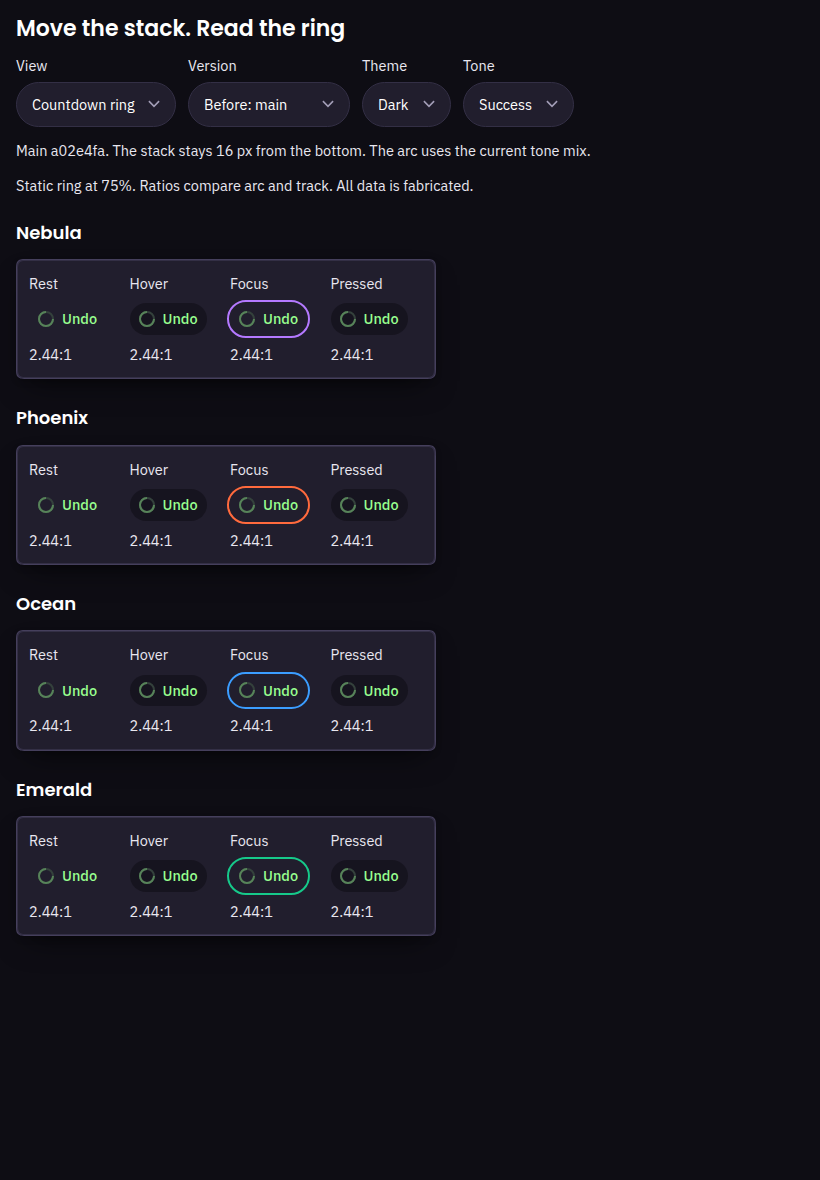 Move the stack. Read the ring
View Version Theme Tone
Countdown ring Before: main Dark Success
Main a02e4fa. The stack stays 16 px from the bottom. The arc uses the current tone mix.
Static ring at 75%. Ratios compare arc and track. All data is fabricated.
Nebula
Rest Hover Focus Pressed
Undo Undo Undo Undo
2.44:1 2.44:1 2.44:1 2.44:1
Phoenix
Rest Hover Focus Pressed
Undo Undo Undo Undo
2.44:1 2.44:1 2.44:1 2.44:1
Ocean
Rest Hover Focus Pressed
Undo Undo Undo Undo
2.44:1 2.44:1 2.44:1 2.44:1
Emerald
Rest Hover Focus Pressed
Undo Undo Undo Undo
2.44:1 2.44:1 2.44:1 2.44:1